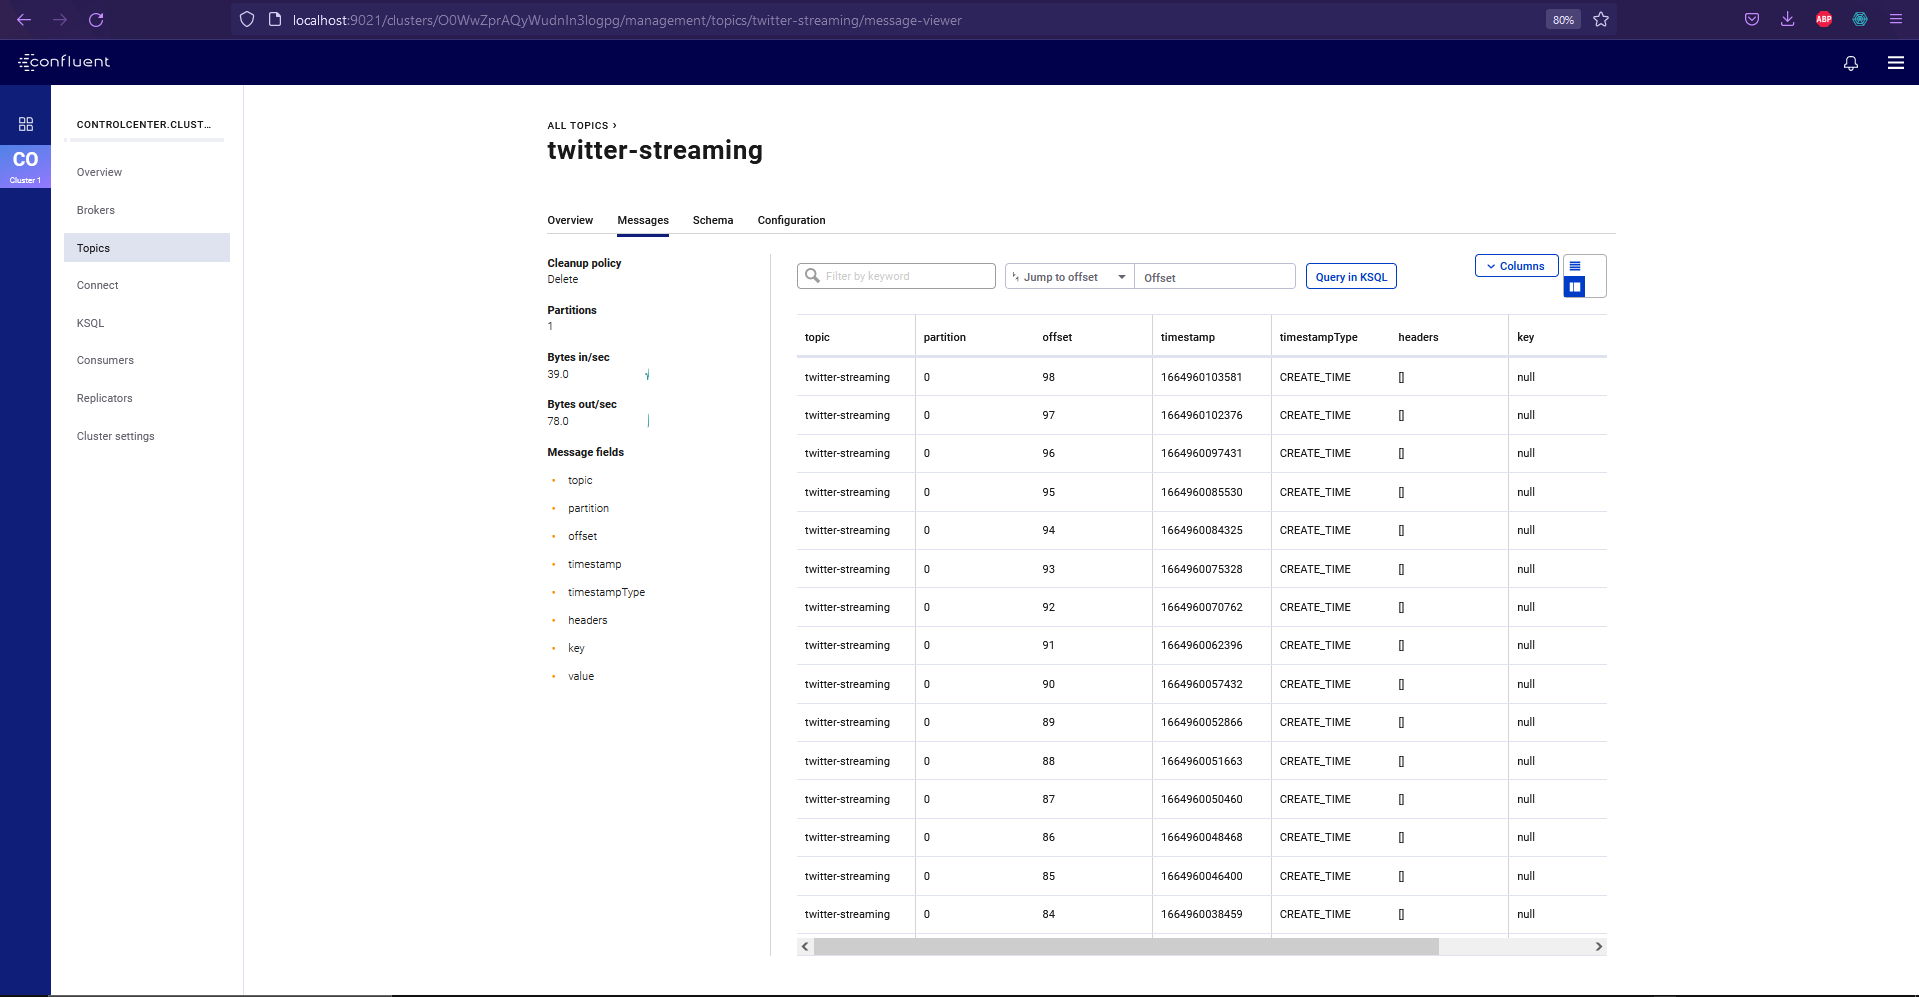 localhost:9021/clusters/O0WwZprAQyWudnIn3logpg/management/topics/twitter-streaming/message-viewer
80%
ABP
confluent
CO
Cluster 1
CONTROLCENTER.CLUST...
Overview
Brokers
Topics
Connect
KSQL
Consumers
Replicators
Cluster settings
ALL TOPICS ›
twitter-streaming
Overview Messages Schema Configuration
Cleanup policy
Delete
Partitions
1
Bytes in/sec
39.0
Bytes out/sec
78.0
Message fields
topic
partition
offset
timestamp
timestampType
headers
key
value
Filter by keyword Jump to offset Offset Query in KSQL Columns
topic partition offset timestamp timestampType headers key
twitter-streaming 0 98 1664960103581 CREATE_TIME [] null
twitter-streaming 0 97 1664960102376 CREATE_TIME [] null
twitter-streaming 0 96 1664960097431 CREATE_TIME [] null
twitter-streaming 0 95 1664960085530 CREATE_TIME [] null
twitter-streaming 0 94 1664960084325 CREATE_TIME [] null
twitter-streaming 0 93 1664960075328 CREATE_TIME [] null
twitter-streaming 0 92 1664960070762 CREATE_TIME [] null
twitter-streaming 0 91 1664960062396 CREATE_TIME [] null
twitter-streaming 0 90 1664960057432 CREATE_TIME [] null
twitter-streaming 0 89 1664960052866 CREATE_TIME [] null
twitter-streaming 0 88 1664960051663 CREATE_TIME [] null
twitter-streaming 0 87 1664960050460 CREATE_TIME [] null
twitter-streaming 0 86 1664960048468 CREATE_TIME [] null
twitter-streaming 0 85 1664960046400 CREATE_TIME [] null
twitter-streaming 0 84 1664960038459 CREATE_TIME [] null